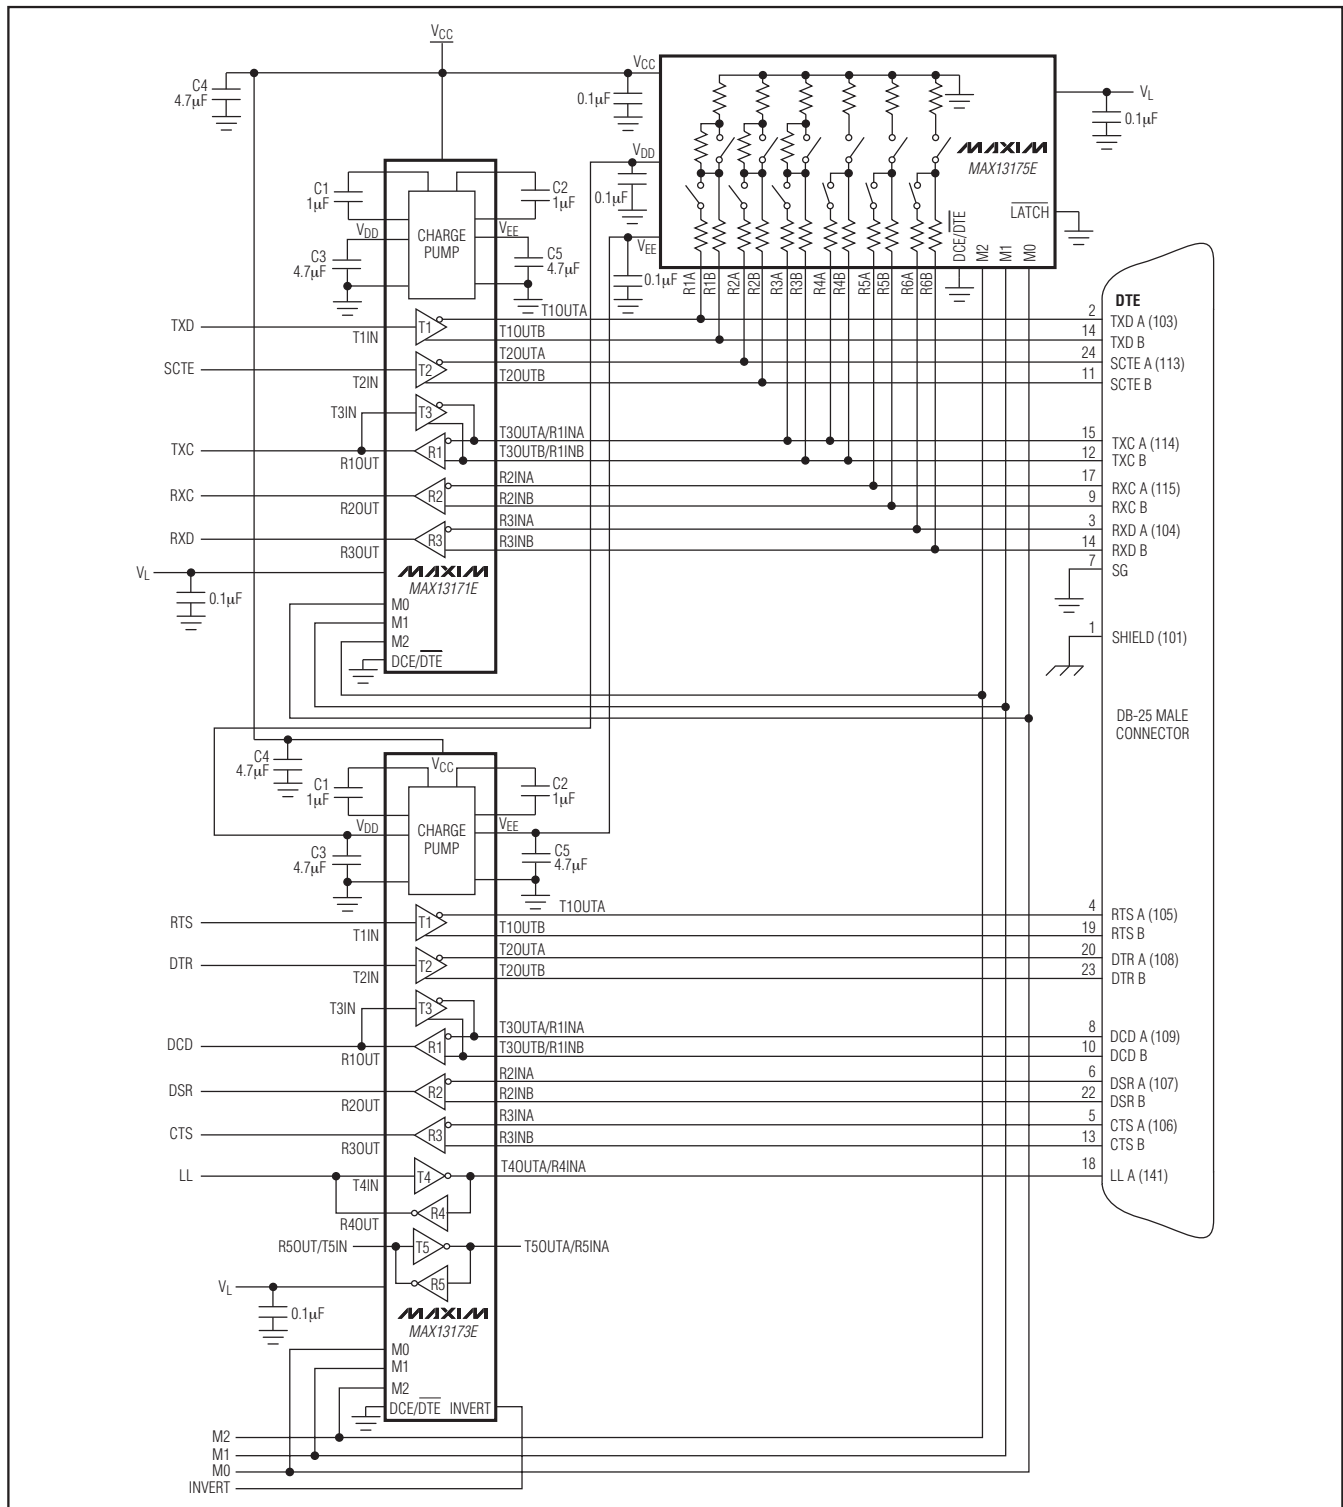 VCC
C4
4.7µF
VCC
0.1µF
VL
0.1µF
MAXIM
MAX13175E
VDD
0.1µF
LATCH
C1
1µF
C2
1µF
VDD
CHARGE
PUMP
VEE
C3
4.7µF
C5
4.7µF
VEE
0.1µF
R1A
R1B
R2A
R2B
R3A
R3B
R4A
R4B
R5A
R5B
R6A
R6B
DCE/DTE
M2
M1
M0
DTE
TXD
T1IN
T1
T1OUTA
2
TXD A (103)
T1OUTB
14
TXD B
SCTE
T2IN
T2
T2OUTA
24
SCTE A (113)
T2OUTB
11
SCTE B
T3IN
T3
TXC
R1OUT
R1
T3OUTA/R1INA
15
TXC A (114)
T3OUTB/R1INB
12
TXC B
RXC
R2OUT
R2
R2INA
17
RXC A (115)
R2INB
9
RXC B
RXD
R3OUT
R3
R3INA
3
RXD A (104)
R3INB
14
RXD B
7
SG
VL
0.1µF
MAXIM
MAX13171E
M0
M1
M2
DCE/DTE
1
SHIELD (101)
DB-25 MALE
CONNECTOR
C4
4.7µF
VCC
C1
1µF
C2
1µF
VDD
CHARGE
PUMP
VEE
C3
4.7µF
C5
4.7µF
RTS
T1IN
T1
T1OUTA
4
RTS A (105)
T1OUTB
19
RTS B
DTR
T2IN
T2
T2OUTA
20
DTR A (108)
T2OUTB
23
DTR B
T3IN
T3
DCD
R1OUT
R1
T3OUTA/R1INA
8
DCD A (109)
T3OUTB/R1INB
10
DCD B
DSR
R2OUT
R2
R2INA
6
DSR A (107)
R2INB
22
DSR B
CTS
R3OUT
R3
R3INA
5
CTS A (106)
R3INB
13
CTS B
LL
T4IN
T4
T4OUTA/R4INA
18
LL A (141)
R4OUT
R4
R5OUT/T5IN
T5
T5OUTA/R5INA
R5
VL
0.1µF
MAXIM
MAX13173E
M0
M1
M2
DCE/DTE INVERT
M2
M1
M0
INVERT